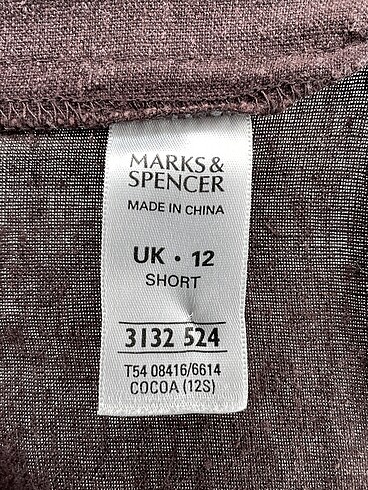 MARKS &
SPENCER
MADE IN CHINA
UK · 12
SHORT
3132 524
T54 08416/6614
COCOA (12S)